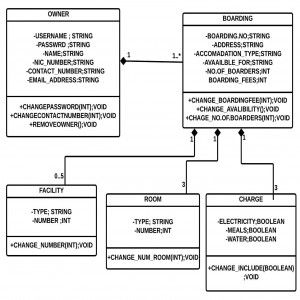 OWNER
-USERNAME ; STRING
-PASSWRD ;STRING
-NAME;STRING
-NIC_NUMBER;STRING
-CONTACT_NUMBER;STRING
-EMAIL_ADDRESS;STRING
+CHANGEPASSWORD(INT);VOID
+CHANGECONTACTNUMBER(INT);VOID
+REMOVEOWNER();VOID
1
1..*
BOARDING
-BOARDING.NO;STRING
-ADDRESS;STRING
-ACCOMADATION_TYPE;STRING
-AVAAILBLE_FOR;STRING
-NO.OF_BOARDERS;INT
BOARDING_FEES;INT
+CHANGE_BOARDINGFEE(INT);VOID
+CHANGE_AVALIBILITY();VOID
+CHAGE_NO.OF.BOARDERS(INT);VOID
1
1
1
0..5
3
3
FACILITY
-TYPE; STRING
-NUMBER ;INT
+CHANGE_NUMBER(INT);VOID
ROOM
-TYPE; STRING
-NUMBER;INT
+CHANGE_NUM_ROOM(INT);VOID
CHARGE
-ELECTRICITY;BOOLEAN
-MEALS;BOOLEAN
-WATER;BOOLEAN
+CHANGE_INCLUDE(BOOLEAN)
;VOID